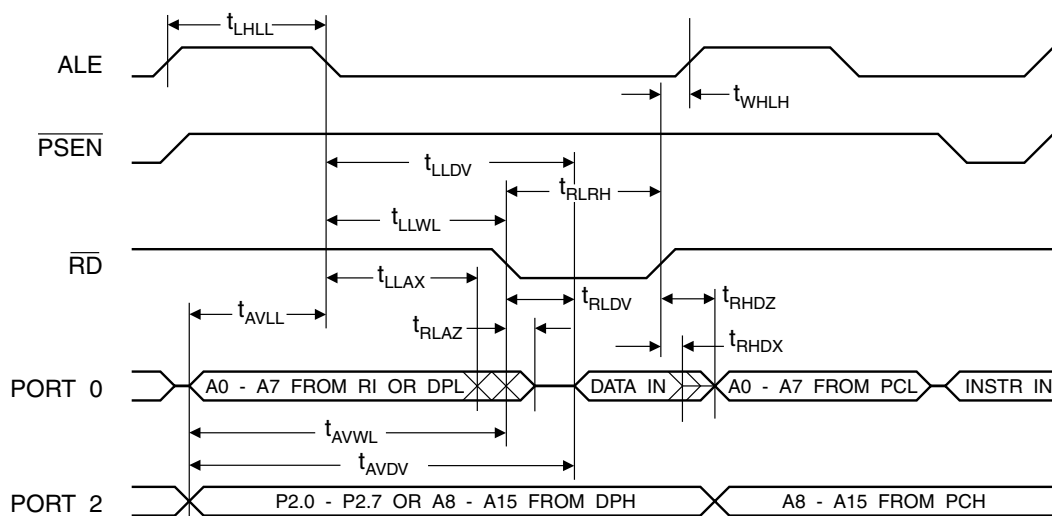 tLHLL
ALE
tWHLH
PSEN
tLLDV
tRLRH
tLLWL
RD
tLLAX
tRLDV
tRHDZ
tAVLL
tRLAZ
tRHDX
PORT 0
A0 - A7 FROM RI OR DPL
DATA IN
A0 - A7 FROM PCL
INSTR IN
tAVWL
tAVDV
PORT 2
P2.0 - P2.7 OR A8 - A15 FROM DPH
A8 - A15 FROM PCH